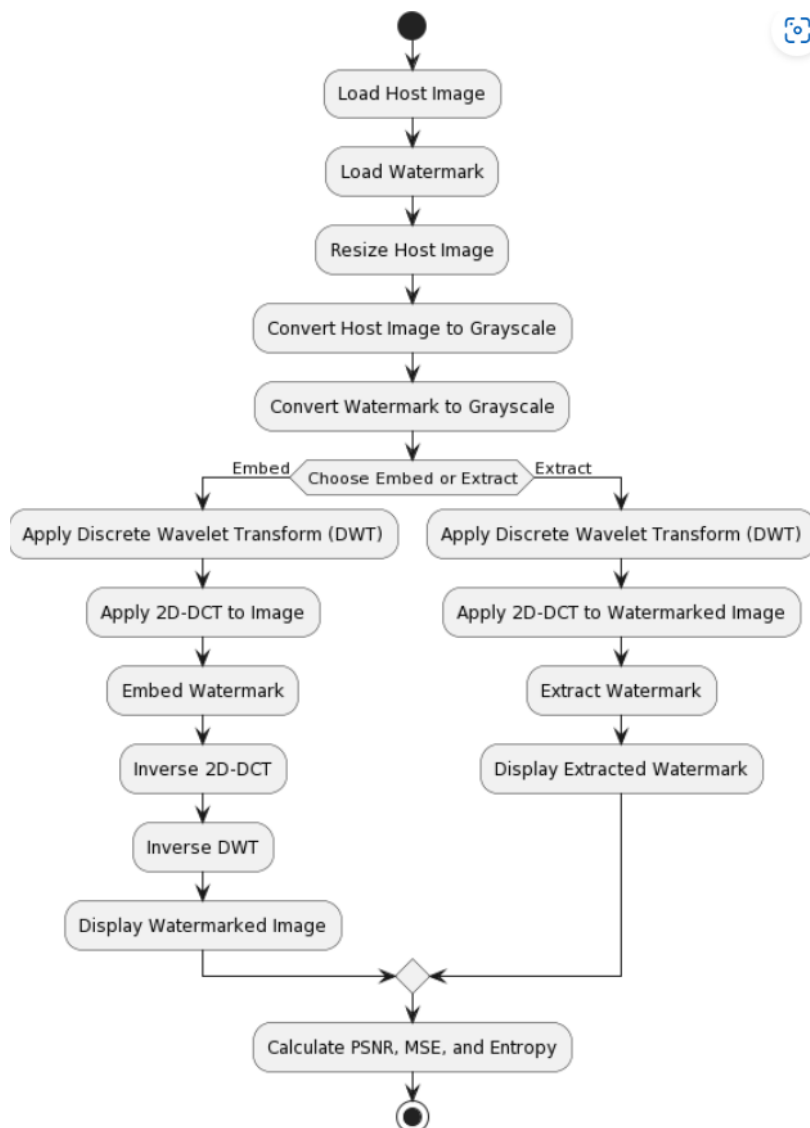 Load Host Image
Load Watermark
Resize Host Image
Convert Host Image to Grayscale
Convert Watermark to Grayscale
Embed
Choose Embed or Extract
Extract
Apply Discrete Wavelet Transform (DWT)
Apply 2D-DCT to Image
Embed Watermark
Inverse 2D-DCT
Inverse DWT
Display Watermarked Image
Apply Discrete Wavelet Transform (DWT)
Apply 2D-DCT to Watermarked Image
Extract Watermark
Display Extracted Watermark
Calculate PSNR, MSE, and Entropy